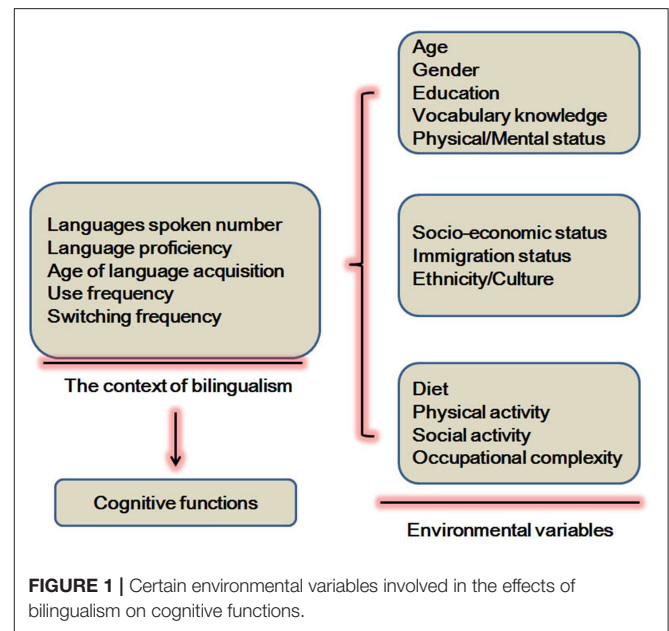 Languages spoken number
Language proficiency
Age of language acquisition
Use frequency
Switching frequency
The context of bilingualism
Cognitive functions
Age
Gender
Education
Vocabulary knowledge
Physical/Mental status
Socio-economic status
Immigration status
Ethnicity/Culture
Diet
Physical activity
Social activity
Occupational complexity
Environmental variables
FIGURE 1 | Certain environmental variables involved in the effects of
bilingualism on cognitive functions.